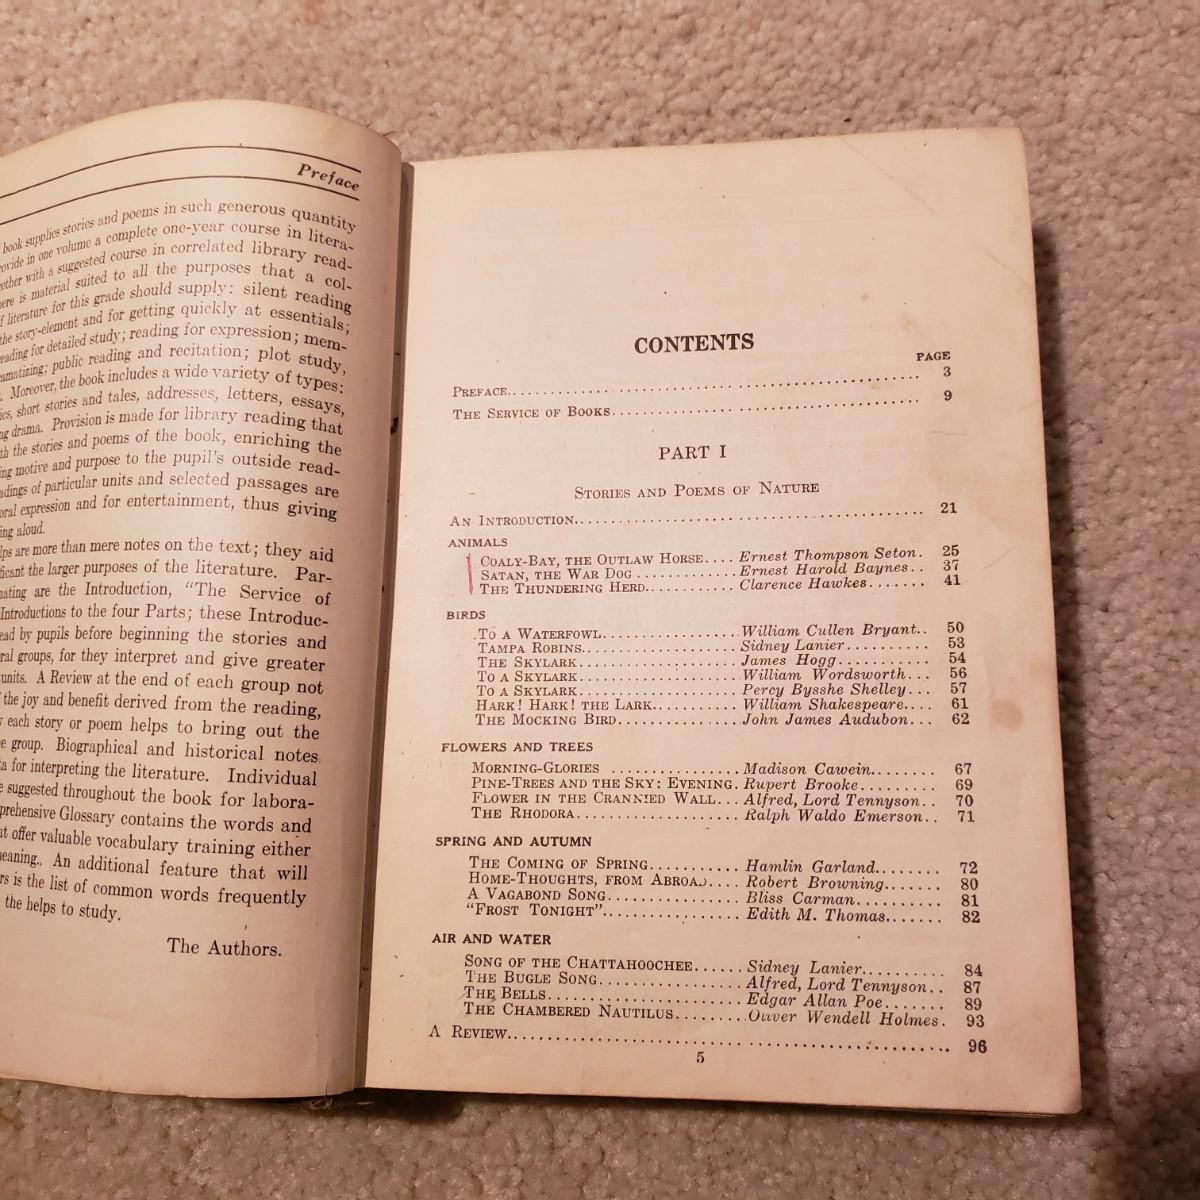 Preface
book supplies stories and poems in such generous quantity
in one volume a complete one-year course in litera-
with a suggested course in correlated library read-
is material suited to all the purposes that a col-
literature for this grade should supply: silent reading
the story-element and for getting quickly at essentials;
for detailed study; reading for expression; mem-
public reading and recitation; plot study,
Moreover, the book includes a wide variety of types:
short stories and tales, addresses, letters, essays,
drama. Provision is made for library reading that
the stories and poems of the book, enriching the
motive and purpose to the pupil's outside read-
of particular units and selected passages are
expression and for entertainment, thus giving
aloud.
are more than mere notes on the text; they aid
the larger purposes of the literature. Par-
are the Introduction, "The Service of
Introductions to the four Parts; these Introduc-
by pupils before beginning the stories and
groups, for they interpret and give greater
units. A Review at the end of each group not
the joy and benefit derived from the reading,
each story or poem helps to bring out the
group. Biographical and historical notes
for interpreting the literature. Individual
suggested throughout the book for labora-
Glossary contains the words and
offer valuable vocabulary training either
An additional feature that will
is the list of common words frequently
the helps to study.
The Authors.
CONTENTS
PAGE
PREFACE........ 3
THE SERVICE OF BOOKS........ 9
PART I
STORIES AND POEMS OF NATURE
AN INTRODUCTION........ 21
ANIMALS
COALY-BAY, THE OUTLAW HORSE.... Ernest Thompson Seton. 25
SATAN, THE WAR DOG ............ Ernest Harold Baynes.. 37
THE THUNDERING HERD............ Clarence Hawkes....... 41
BIRDS
TO A WATERFOWL................. William Cullen Bryant.. 50
TAMPA ROBINS................... Sidney Lanier.......... 53
THE SKYLARK.................... James Hogg.......... 54
TO A SKYLARK................... William Wordsworth... 56
TO A SKYLARK................... Percy Bysshe Shelley... 57
HARK! HARK! THE LARK........... William Shakespeare.... 61
THE MOCKING BIRD............... John James Audubon... 62
FLOWERS AND TREES
MORNING-GLORIES ............... Madison Cawein........ 67
PINE-TREES AND THE SKY: EVENING. Rupert Brooke........ 69
FLOWER IN THE CRANNIED WALL... Alfred, Lord Tennyson.. 70
THE RHODORA.................... Ralph Waldo Emerson.. 71
SPRING AND AUTUMN
THE COMING OF SPRING........... Hamlin Garland........ 72
HOME-THOUGHTS, FROM ABROAD.... Robert Browning....... 80
A VAGABOND SONG................ Bliss Carman.......... 81
"FROST TONIGHT"................ Edith M. Thomas....... 82
AIR AND WATER
SONG OF THE CHATTAHOOCHEE...... Sidney Lanier.......... 84
THE BUGLE SONG................. Alfred, Lord Tennyson.. 87
THE BELLS...................... Edgar Allan Poe....... 89
THE CHAMBERED NAUTILUS......... Oliver Wendell Holmes. 93
A REVIEW........ 96
5